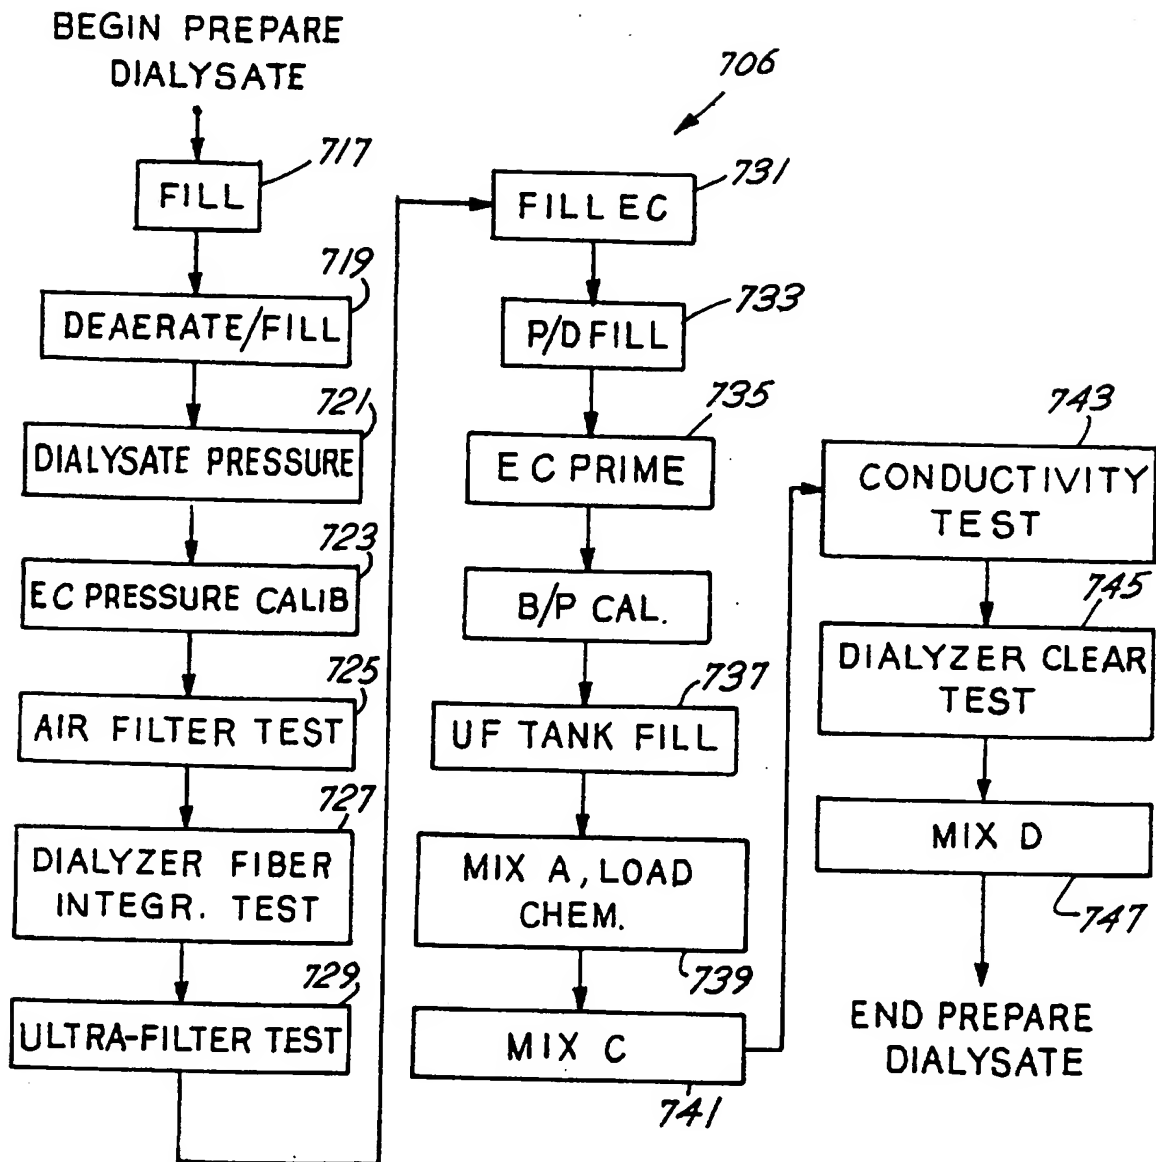 BEGIN PREPARE
DIALYSATE
717
FILL
719
DEAERATE/FILL
721
DIALYSATE PRESSURE
723
EC PRESSURE CALIB
725
AIR FILTER TEST
727
DIALYZER FIBER
INTEGR. TEST
729
ULTRA-FILTER TEST
706
731
FILL EC
733
P/D FILL
735
EC PRIME
B/P CAL.
737
UF TANK FILL
MIX A, LOAD
CHEM.
739
MIX C
741
743
CONDUCTIVITY
TEST
745
DIALYZER CLEAR
TEST
MIX D
747
END PREPARE
DIALYSATE